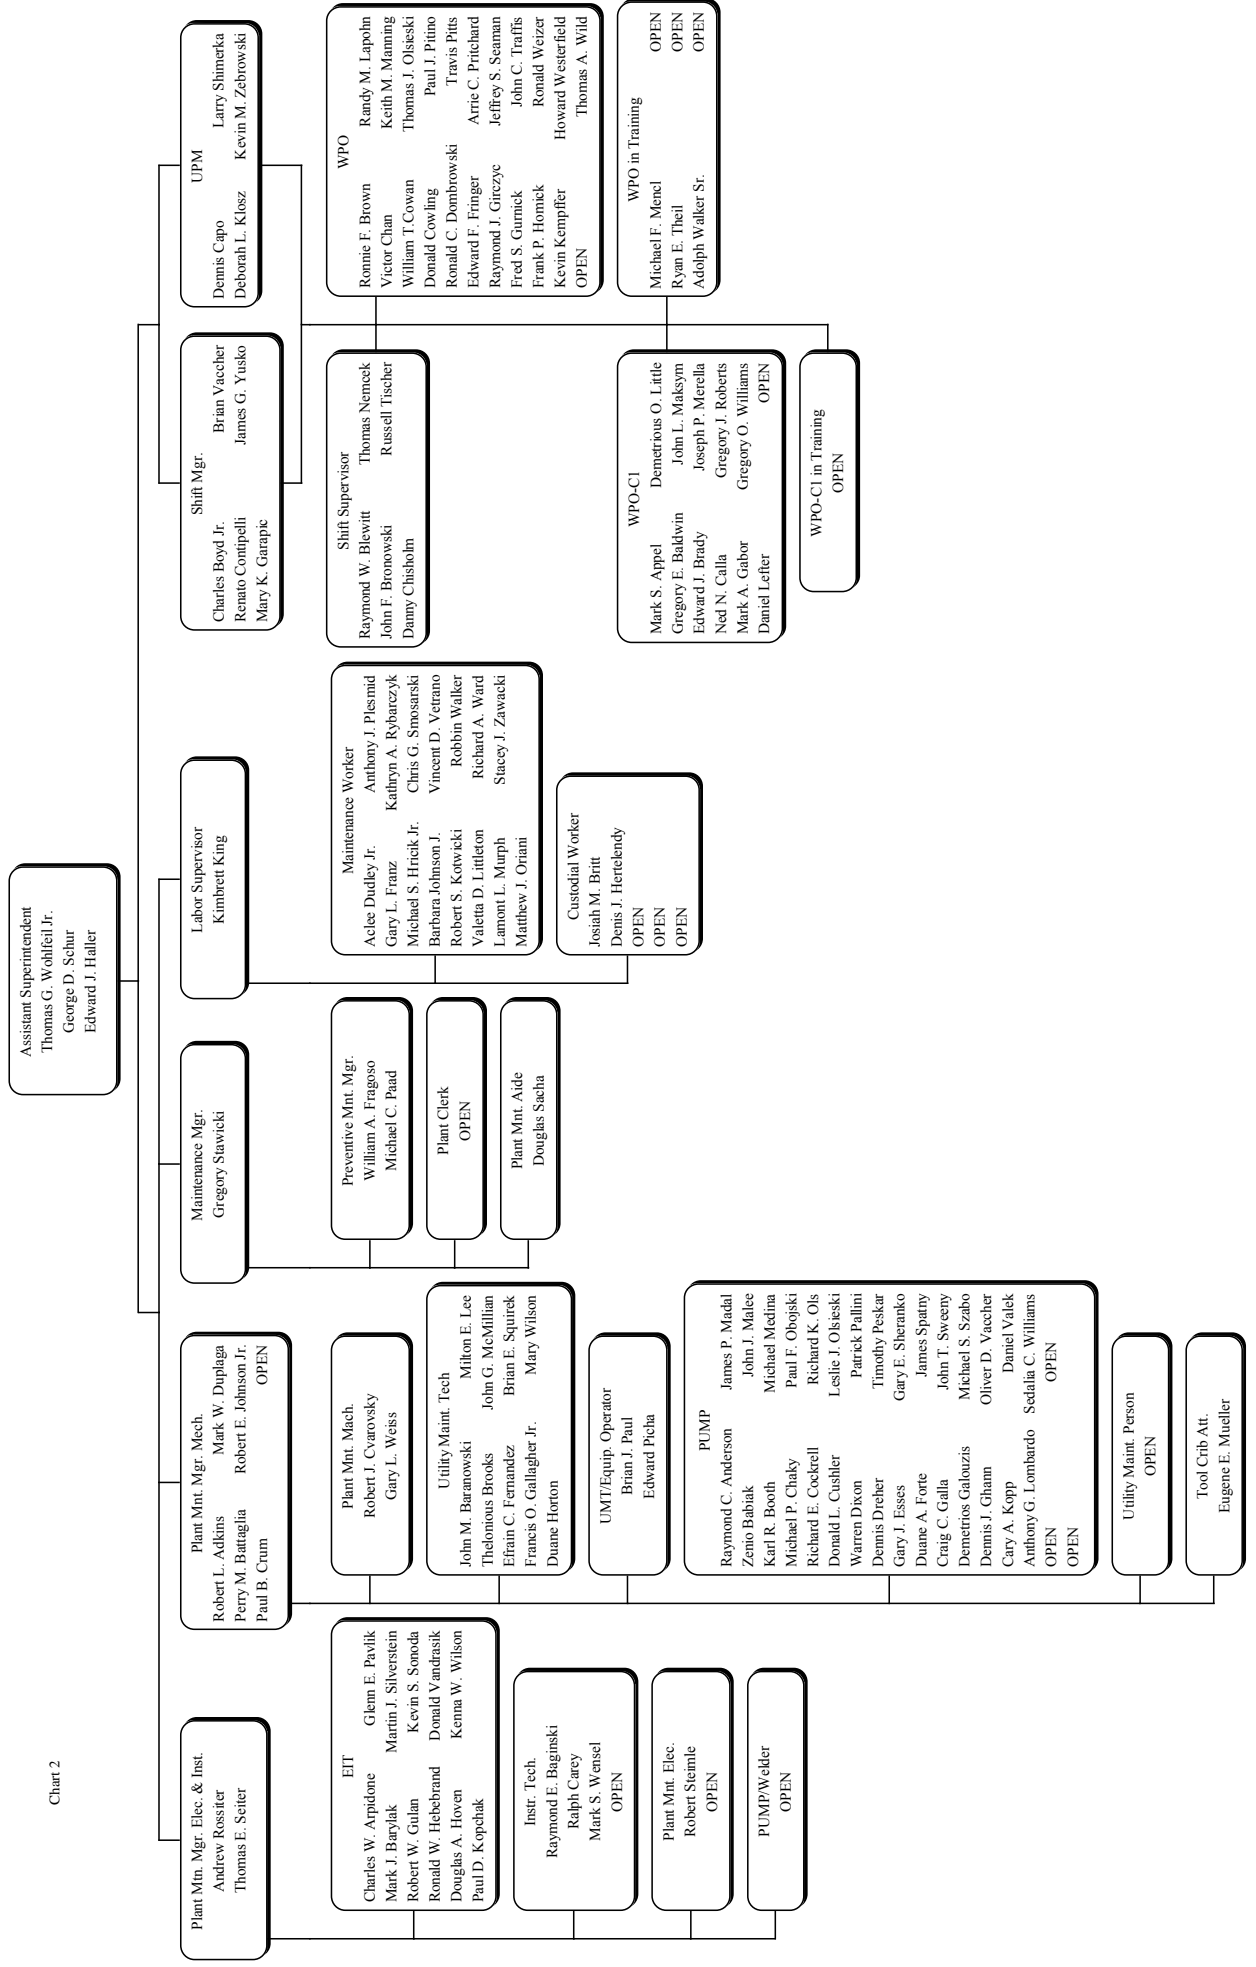 Chart 2
Assistant Superintendent
Thomas G. Wohlfeil Jr.
George D. Schur
Edward J. Haller
Plant Mtn. Mgr. Elec. & Inst.
Andrew Rossiter
Thomas E. Seiter
EIT
Charles W. Arpidone Glenn E. Pavlik
Mark J. Barylak Martin J. Silverstein
Robert W. Gulan Kevin S. Sonoda
Ronald W. Hebebrand Donald Vandrasik
Douglas A. Hoven Kenna W. Wilson
Paul D. Kopchak
Instr. Tech.
Raymond E. Baginski
Ralph Carey
Mark S. Wensel
OPEN
Plant Mnt. Elec.
Robert Steimle
OPEN
PUMP/Welder
OPEN
Plant Mnt. Mgr. Mech.
Robert L. Adkins Mark W. Duplaga
Perry M. Battaglia Robert E. Johnson Jr.
Paul B. Crum OPEN
Plant Mnt. Mach.
Robert J. Cvarovsky
Gary L. Weiss
Utility Maint. Tech
John M. Baranowski Milton E. Lee
Thelonious Brooks John G. McMillian
Efrain C. Fernandez Brian E. Squirek
Francis O. Gallagher Jr. Mary Wilson
Duane Horton
UMT/Equip. Operator
Brian J. Paul
Edward Picha
PUMP
Raymond C. Anderson James P. Madal
Zenio Babiak John J. Malee
Karl R. Booth Michael Medina
Michael P. Chaky Paul F. Obojski
Richard E. Cockrell Richard K. Ols
Donald L. Cushler Leslie J. Olsieski
Warren Dixon Patrick Pallini
Dennis Dreher Timothy Peskar
Gary J. Esses Gary E. Sheranko
Duane A. Forte James Spatny
Craig C. Galla John T. Sweeny
Demetrios Galouzis Michael S. Szabo
Dennis J. Ghann Oliver D. Vaccher
Cary A. Kopp Daniel Valek
Anthony G. Lombardo Sedalia C. Williams
OPEN OPEN
OPEN
Utility Maint. Person
OPEN
Tool Crib Att.
Eugene E. Mueller
Maintenance Mgr.
Gregory Stawicki
Preventive Mnt. Mgr.
William A. Fragoso
Michael C. Paad
Plant Clerk
OPEN
Plant Mnt. Aide
Douglas Sacha
Labor Supervisor
Kimbrett King
Maintenance Worker
Aclee Dudley Jr. Anthony J. Plesmid
Gary L. Franz Kathryn A. Rybarczyk
Michael S. Hricik Jr. Chris G. Smosarski
Barbara Johnson J. Vincent D. Vetrano
Robert S. Kotwicki Robbin Walker
Valetta D. Littleton Richard A. Ward
Lamont L. Murph Stacey J. Zawacki
Matthew J. Oriani
Custodial Worker
Josiah M. Britt
Denis J. Hertelendy
OPEN
OPEN
OPEN
Shift Mgr.
Charles Boyd Jr. Brian Vaccher
Renato Contipelli James G. Yusko
Mary K. Garapic
UPM
Dennis Capo Larry Shimerka
Deborah L. Klosz Kevin M. Zebrowski
Shift Supervisor
Raymond W. Blewitt Thomas Nemcek
John F. Bronowski Russell Tischer
Danny Chisholm
WPO
Ronnie F. Brown Randy M. Lapohn
Victor Chan Keith M. Manning
William T.Cowan Thomas J. Olsieski
Donald Cowling Paul J. Pitino
Ronald C. Dombrowski Travis Pitts
Edward F. Fringer Arrie C. Pritchard
Raymond J. Girczyc Jeffrey S. Seaman
Fred S. Gurnick John C. Traffis
Frank P. Homick Ronald Weizer
Kevin Kempffer Howard Westerfield
OPEN Thomas A. Wild
WPO-C1
Mark S. Appel Demetrious O. Little
Gregory E. Baldwin John L. Maksym
Edward J. Brady Joseph P. Merella
Ned N. Calla Gregory J. Roberts
Mark A. Gabor Gregory O. Williams
Daniel Lefter OPEN
WPO in Training
Michael F. Mencl OPEN
Ryan E. Theil OPEN
Adolph Walker Sr. OPEN
WPO-C1 in Training
OPEN